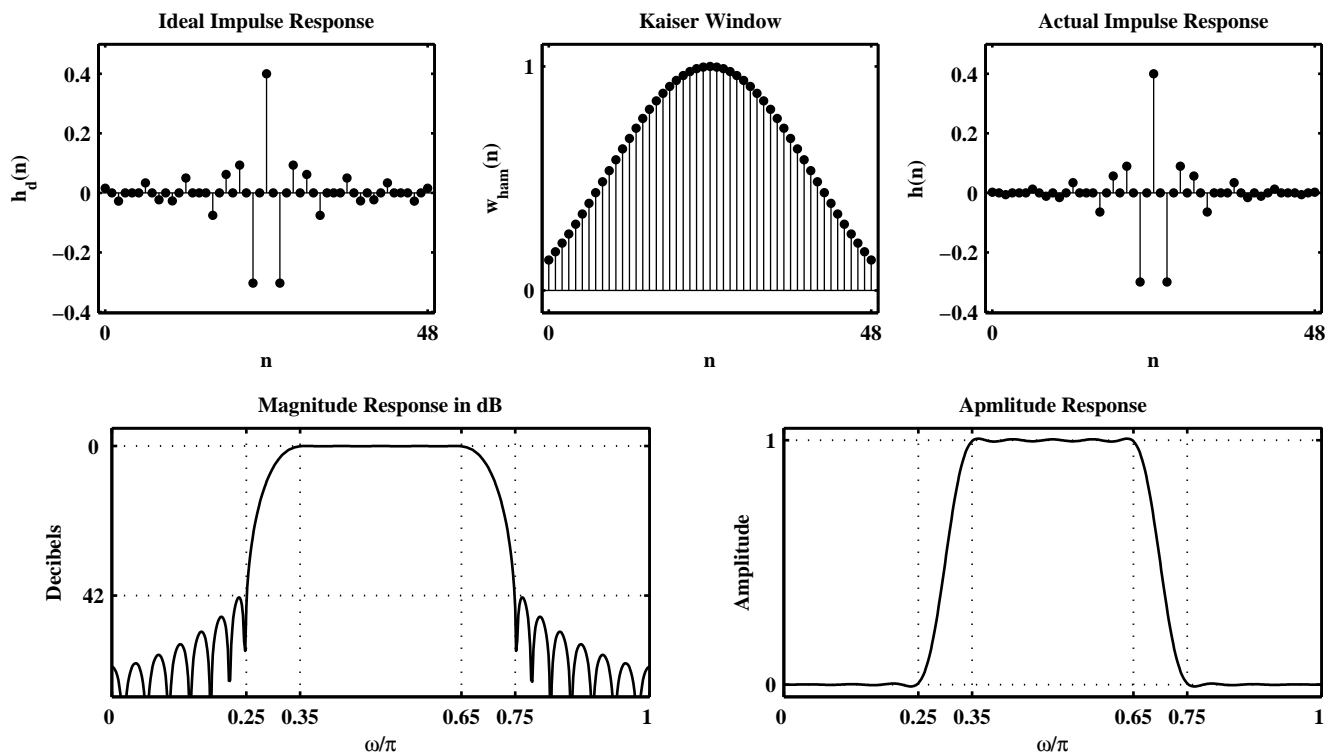 Ideal Impulse Response
Kaiser Window
Actual Impulse Response
0.4
0.2
0
−0.2
−0.4
h_d(n)
0
48
n
1
0
w_ham(n)
0
48
n
0.4
0.2
0
−0.2
−0.4
h(n)
0
48
n
Magnitude Response in dB
0
42
Decibels
0
0.25
0.35
0.65
0.75
1
ω/π
Apmlitude Response
1
0
Amplitude
0
0.25
0.35
0.65
0.75
1
ω/π